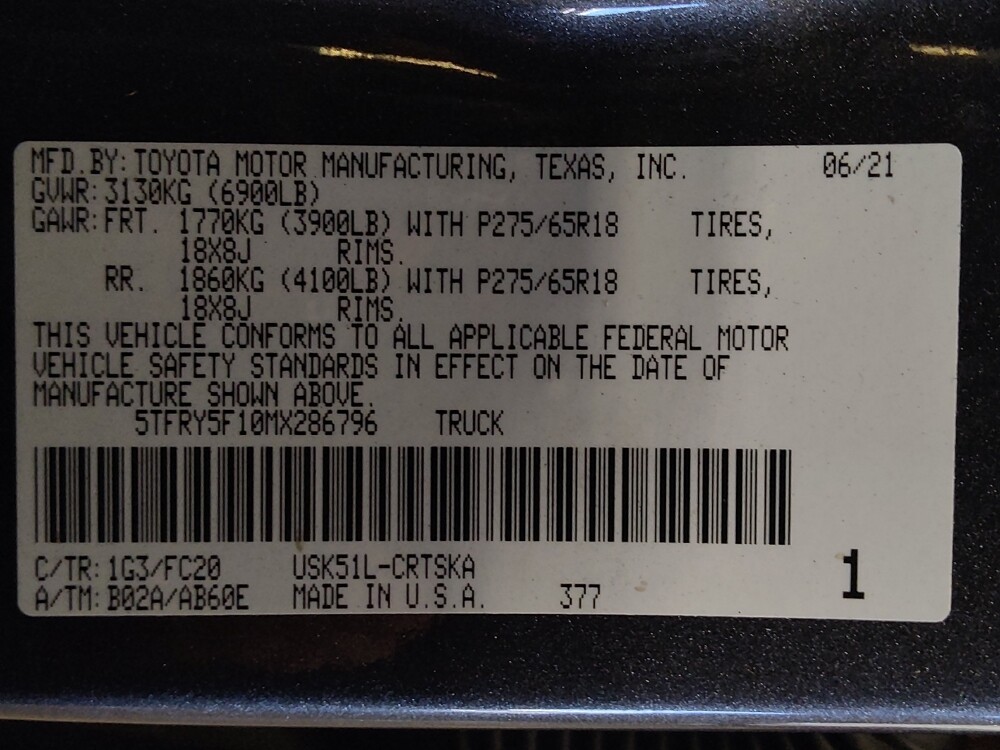 MFD.BY: TOYOTA MOTOR MANUFACTURING, TEXAS, INC. 06/21
GVWR: 3130KG (6900LB)
GAWR: FRT. 1770KG (3900LB) WITH P275/65R18 TIRES,
18X8J RIMS.
RR. 1860KG (4100LB) WITH P275/65R18 TIRES,
18X8J RIMS.
THIS VEHICLE CONFORMS TO ALL APPLICABLE FEDERAL MOTOR
VEHICLE SAFETY STANDARDS IN EFFECT ON THE DATE OF
MANUFACTURE SHOWN ABOVE.
5TFRY5F10MX286796 TRUCK
C/TR: 1G3/FC20 USK51L-CRTSKA
A/TM: B02A/AB60E MADE IN U.S.A. 377 1